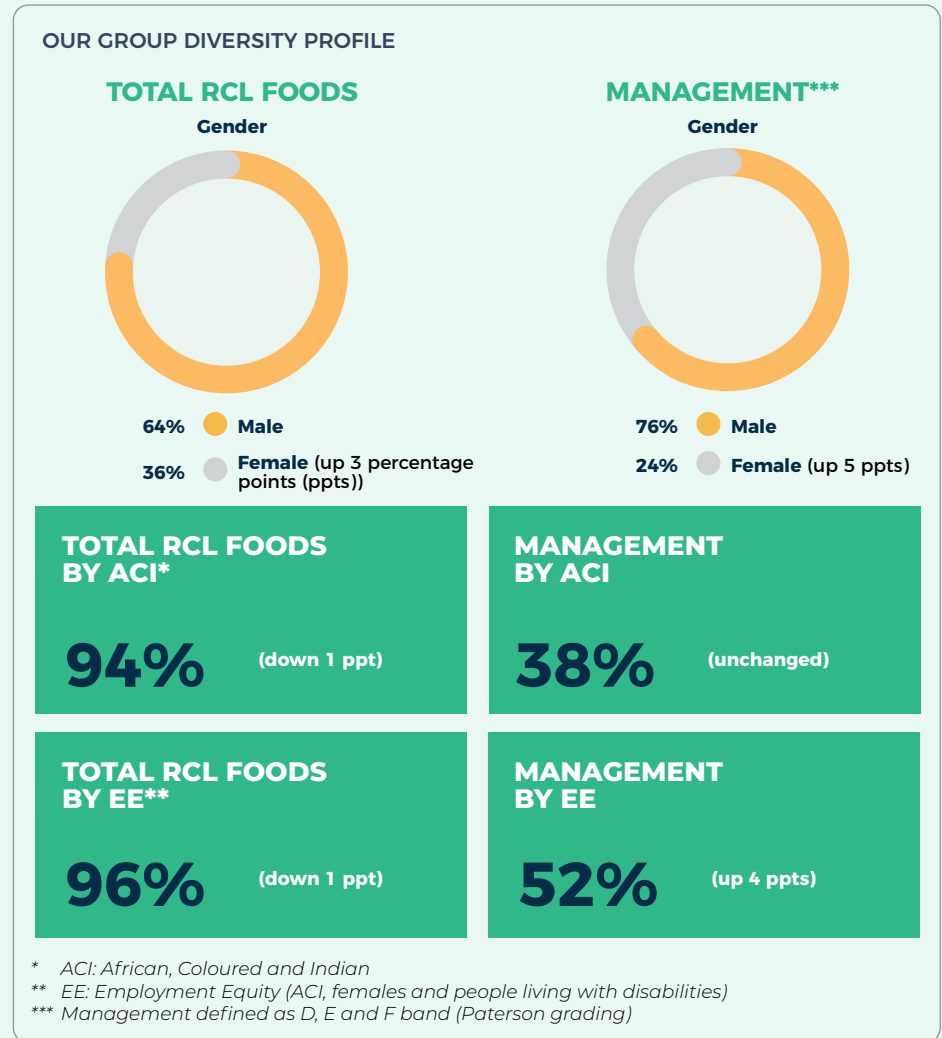 OUR GROUP DIVERSITY PROFILE
TOTAL RCL FOODS
Gender
64% Male
36% Female (up 3 percentage
points (ppts))
MANAGEMENT***
Gender
76% Male
24% Female (up 5 ppts)
TOTAL RCL FOODS
BY ACI*
94% (down 1 ppt)
MANAGEMENT
BY ACI
38% (unchanged)
TOTAL RCL FOODS
BY EE**
96% (down 1 ppt)
MANAGEMENT
BY EE
52% (up 4 ppts)
* ACI: African, Coloured and Indian
** EE: Employment Equity (ACI, females and people living with disabilities)
*** Management defined as D, E and F band (Paterson grading)